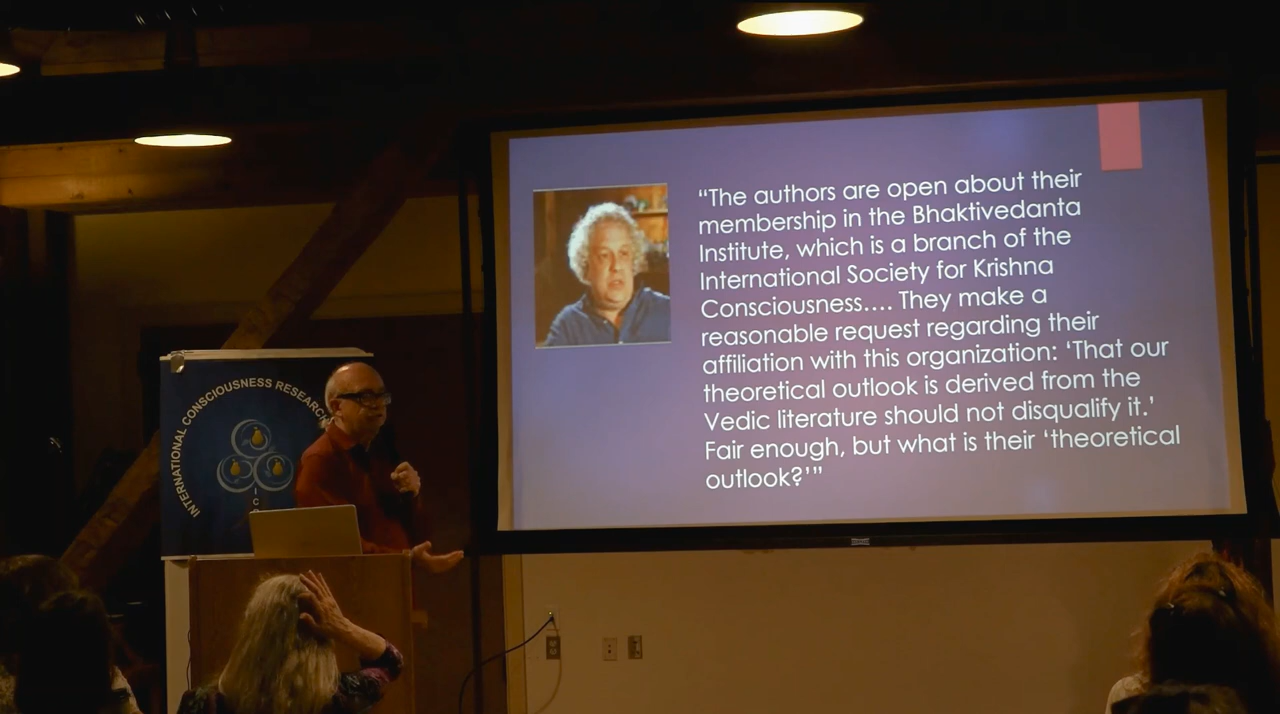 INTERNATIONAL CONSCIOUSNESS RESEARCH
I
C
“The authors are open about their
membership in the Bhaktivedanta
Institute, which is a branch of the
International Society for Krishna
Consciousness.... They make a
reasonable request regarding their
affiliation with this organization: ‘That our
theoretical outlook is derived from the
Vedic literature should not disqualify it.’
Fair enough, but what is their ‘theoretical
outlook?’”